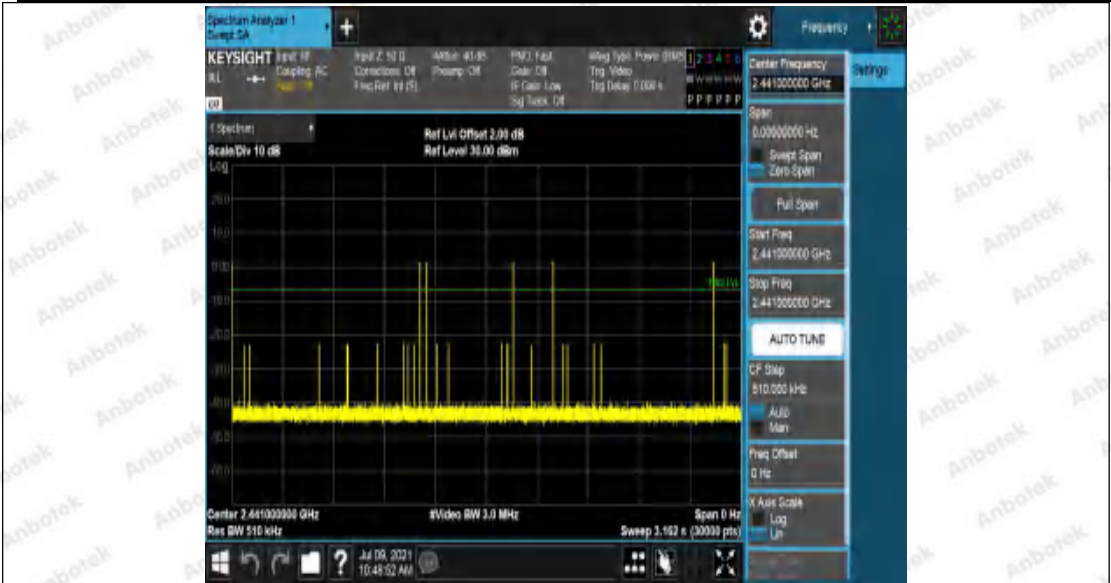 Spectrum Analyzer 1
Swept SA
Frequency
KEYSIGHT Input: RF
Coupling: AC
Input Z: 50 Ω
Corrections: Off
Freq Ref: Int (S)
Atten: 40 dB
Preamp: Off
PNO: Fast
Gate: Off
IF Gain: Low
Sig Track: Off
Avg Type: Power (RMS)
Trig: Video
Trig Delay: 0.000 s
1 2 3 4 5 6
P P P P P P
Center Frequency
2.441000000 GHz
Settings
Span
0.00000000 Hz
Swept Span
Zero Span
Full Span
Start Freq
2.441000000 GHz
Stop Freq
2.441000000 GHz
AUTO TUNE
CF Step
510.000 kHz
Auto
Man
Freq Offset
0 Hz
X Axis Scale
Log
Lin
1 Spectrum
Scale/Div 10 dB
Log
Ref Lvl Offset 2.00 dB
Ref Level 30.00 dBm
Center 2.441000000 GHz
#Video BW 3.0 MHz
Span 0 Hz
Res BW 510 kHz
Sweep 3.162 s (30000 pts)
Jul 09, 2021
10:48:52 AM
Anbotek